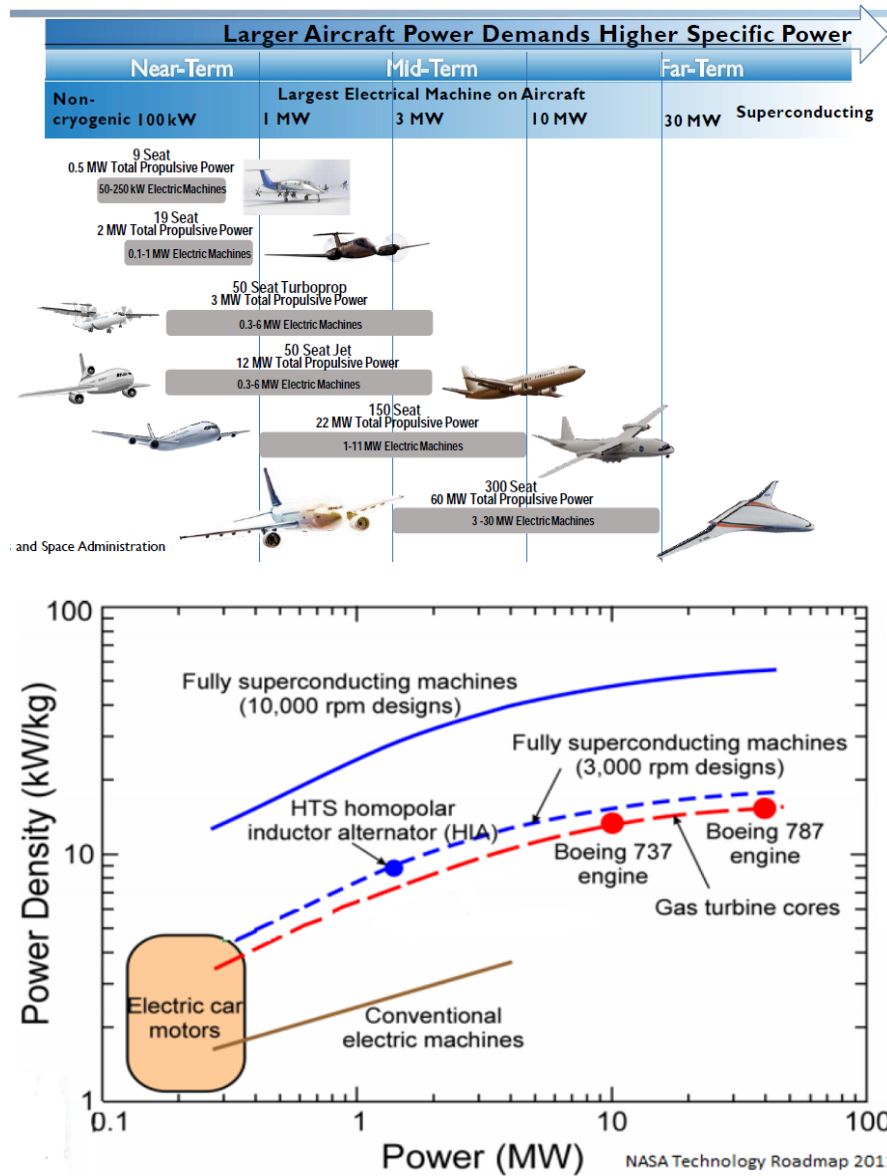 Larger Aircraft Power Demands Higher Specific Power
Near-Term Mid-Term Far-Term
Non-
cryogenic 100 kW
Largest Electrical Machine on Aircraft
1 MW 3 MW 10 MW 30 MW Superconducting
9 Seat
0.5 MW Total Propulsive Power
50-250 kW Electric Machines
19 Seat
2 MW Total Propulsive Power
0.1-1 MW Electric Machines
50 Seat Turboprop
3 MW Total Propulsive Power
0.3-6 MW Electric Machines
50 Seat Jet
12 MW Total Propulsive Power
0.3-6 MW Electric Machines
150 Seat
22 MW Total Propulsive Power
1-11 MW Electric Machines
300 Seat
60 MW Total Propulsive Power
3 -30 MW Electric Machines
and Space Administration
100
10
1
Power Density (kW/kg)
Fully superconducting machines
(10,000 rpm designs)
Fully superconducting machines
(3,000 rpm designs)
HTS homopolar
inductor alternator (HIA)
Boeing 737
engine
Boeing 787
engine
Gas turbine cores
Electric car
motors
Conventional
electric machines
0.1 1 10 100
Power (MW)
NASA Technology Roadmap 201